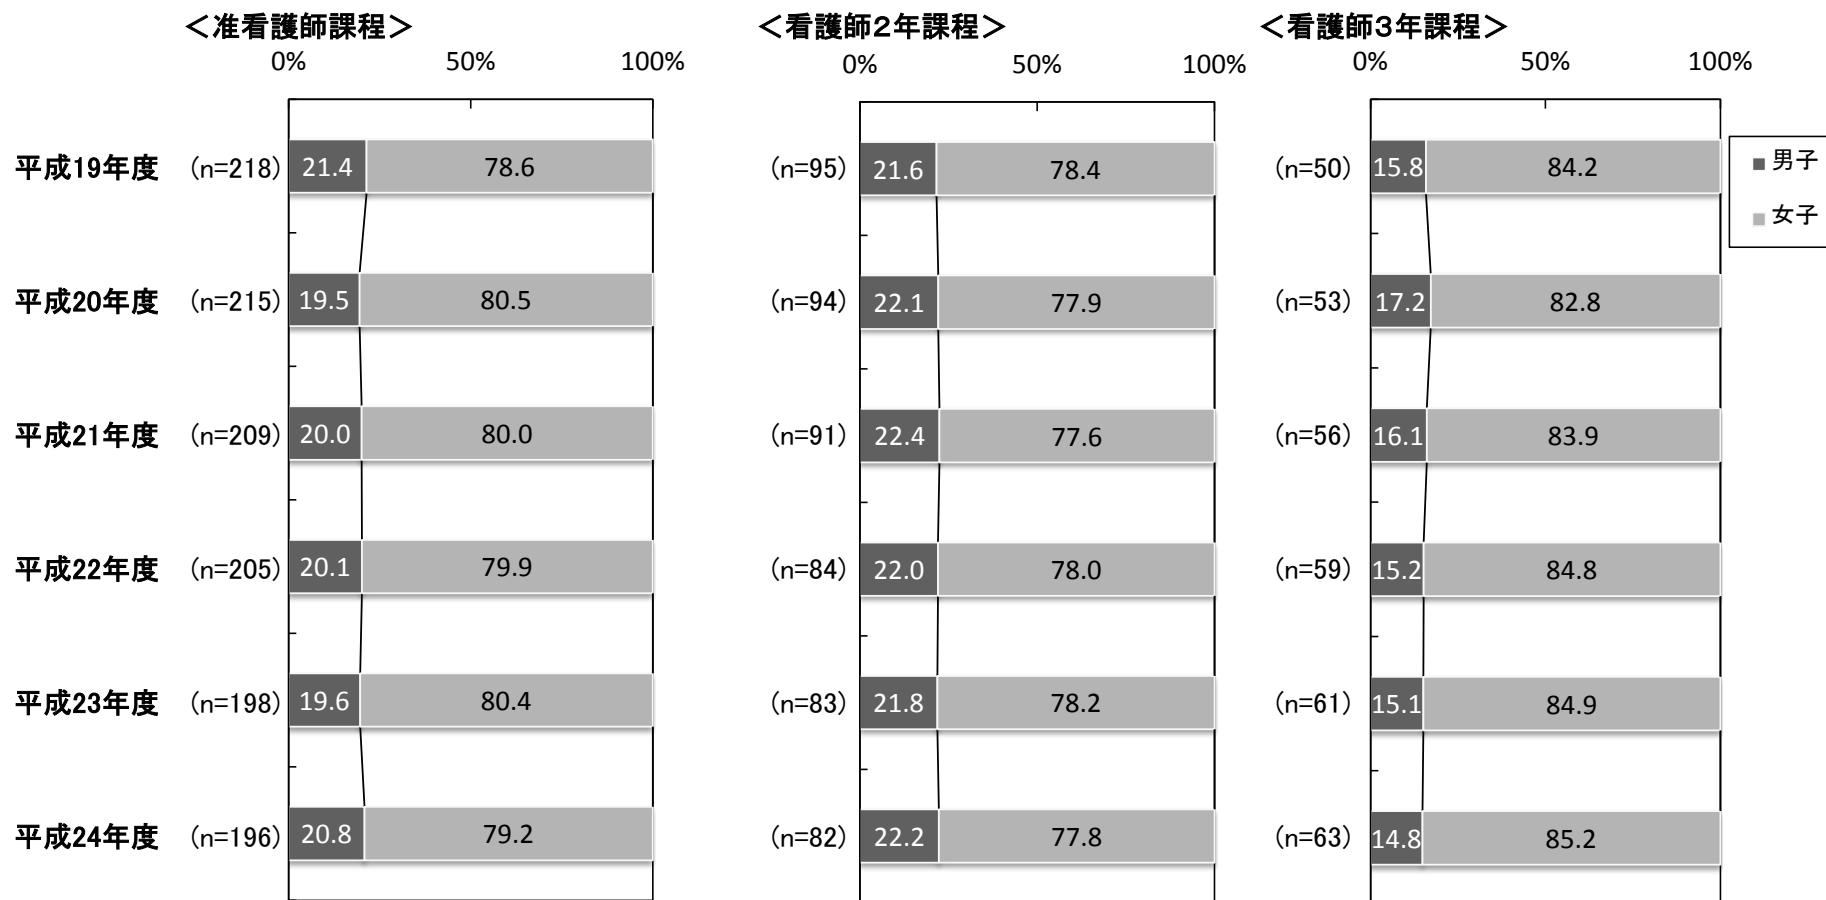 ＜准看護師課程＞ ＜看護師２年課程＞ ＜看護師３年課程＞
0% 50% 100% 0% 50% 100% 0% 50% 100%
平成19年度 (n=218) 21.4 78.6 (n=95) 21.6 78.4 (n=50) 15.8 84.2
男子
女子
平成20年度 (n=215) 19.5 80.5 (n=94) 22.1 77.9 (n=53) 17.2 82.8
平成21年度 (n=209) 20.0 80.0 (n=91) 22.4 77.6 (n=56) 16.1 83.9
平成22年度 (n=205) 20.1 79.9 (n=84) 22.0 78.0 (n=59) 15.2 84.8
平成23年度 (n=198) 19.6 80.4 (n=83) 21.8 78.2 (n=61) 15.1 84.9
平成24年度 (n=196) 20.8 79.2 (n=82) 22.2 77.8 (n=63) 14.8 85.2